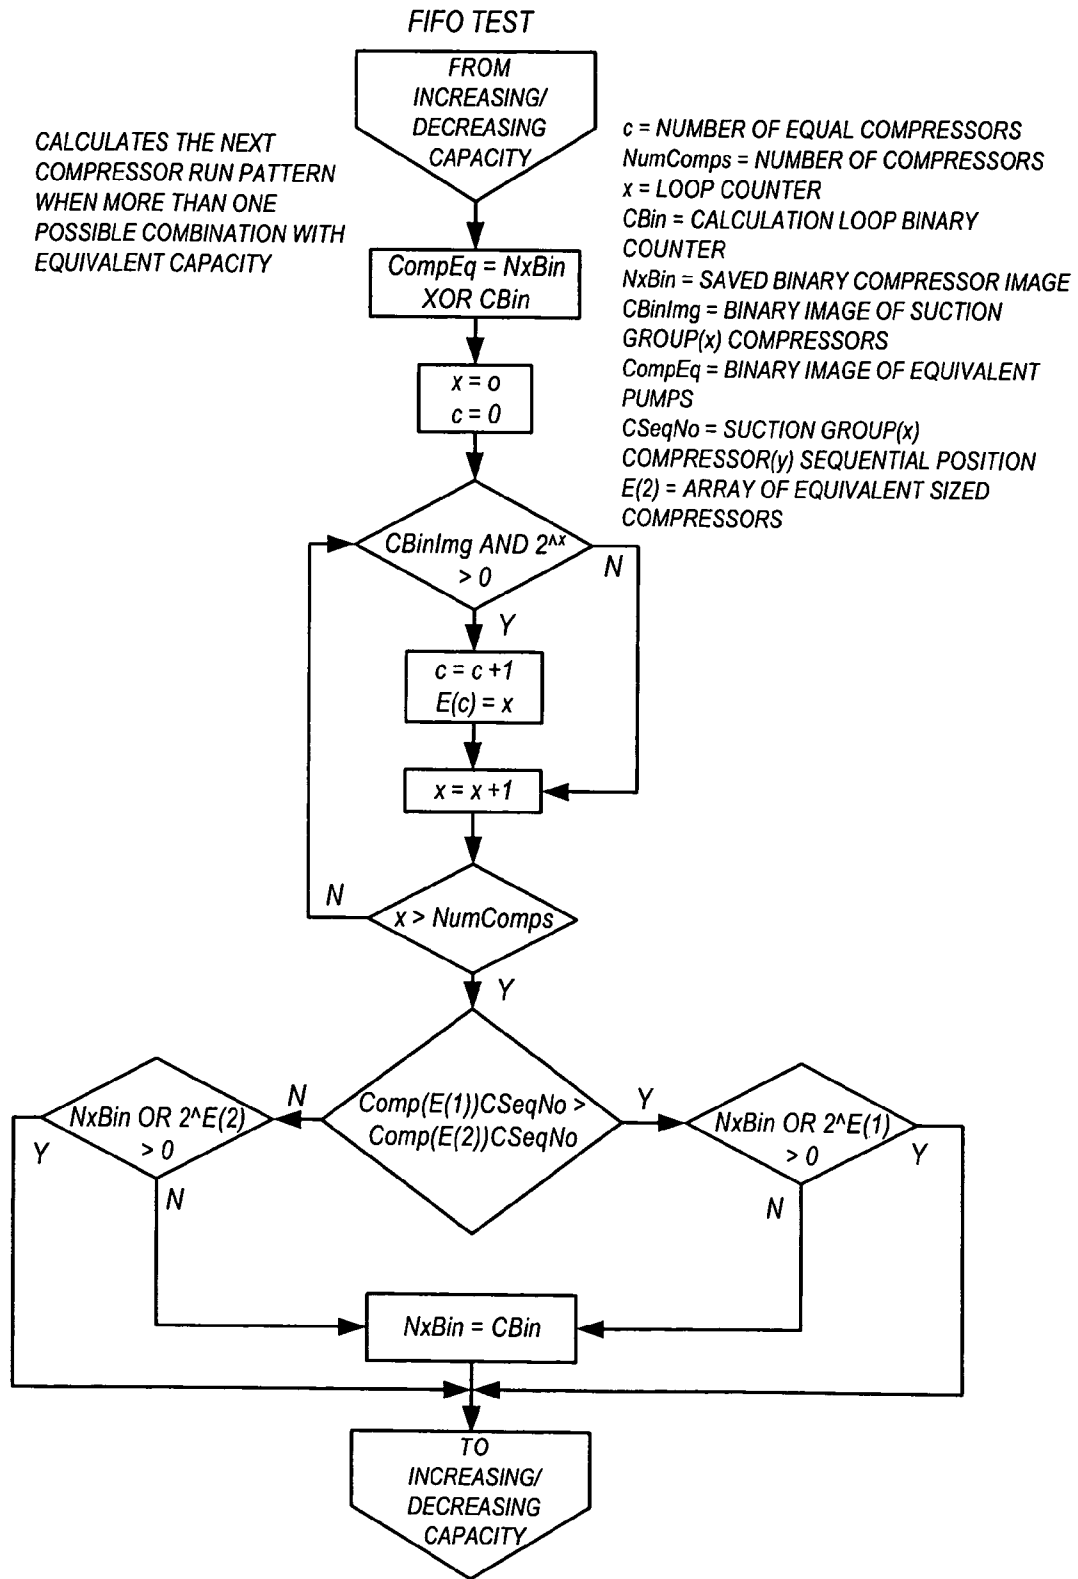 FIFO TEST
FROM
INCREASING/
DECREASING
CAPACITY
CALCULATES THE NEXT
COMPRESSOR RUN PATTERN
WHEN MORE THAN ONE
POSSIBLE COMBINATION WITH
EQUIVALENT CAPACITY
c = NUMBER OF EQUAL COMPRESSORS
NumComps = NUMBER OF COMPRESSORS
x = LOOP COUNTER
CBin = CALCULATION LOOP BINARY
COUNTER
NxBin = SAVED BINARY COMPRESSOR IMAGE
CBinImg = BINARY IMAGE OF SUCTION
GROUP(x) COMPRESSORS
CompEq = BINARY IMAGE OF EQUIVALENT
PUMPS
CSeqNo = SUCTION GROUP(x)
COMPRESSOR(y) SEQUENTIAL POSITION
E(2) = ARRAY OF EQUIVALENT SIZED
COMPRESSORS
CompEq = NxBin
XOR CBin
x = o
c = 0
CBinImg AND 2^x
> 0
N
Y
c = c +1
E(c) = x
x = x +1
N
x > NumComps
Y
NxBin OR 2^E(2)
> 0
Y
N
N
Comp(E(1))CSeqNo >
Comp(E(2))CSeqNo
Y
NxBin OR 2^E(1)
> 0
Y
N
NxBin = CBin
TO
INCREASING/
DECREASING
CAPACITY